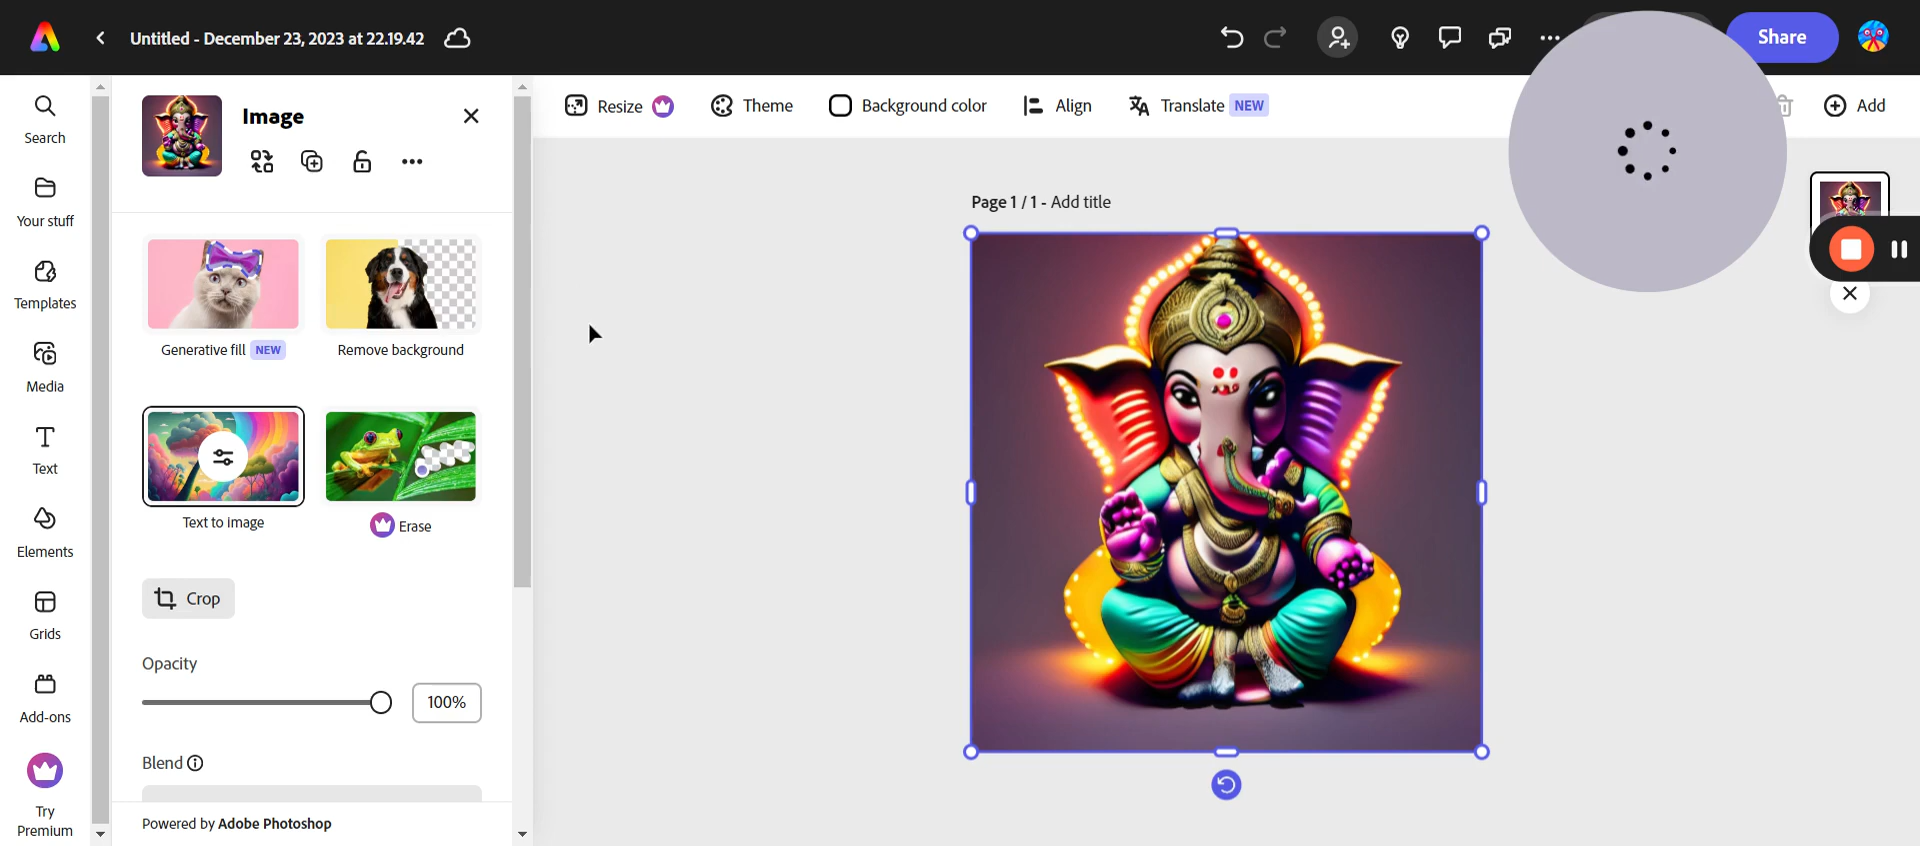 Untitled - December 23, 2023 at 22.19.42
Share
Search
Your stuff
Templates
Media
Text
Elements
Grids
Add-ons
Try
Premium
Image
Generative fill NEW
Remove background
Text to image
Erase
Crop
Opacity
100%
Blend
Powered by Adobe Photoshop
Resize
Theme
Background color
Align
Translate NEW
Add
Page 1 / 1 - Add title